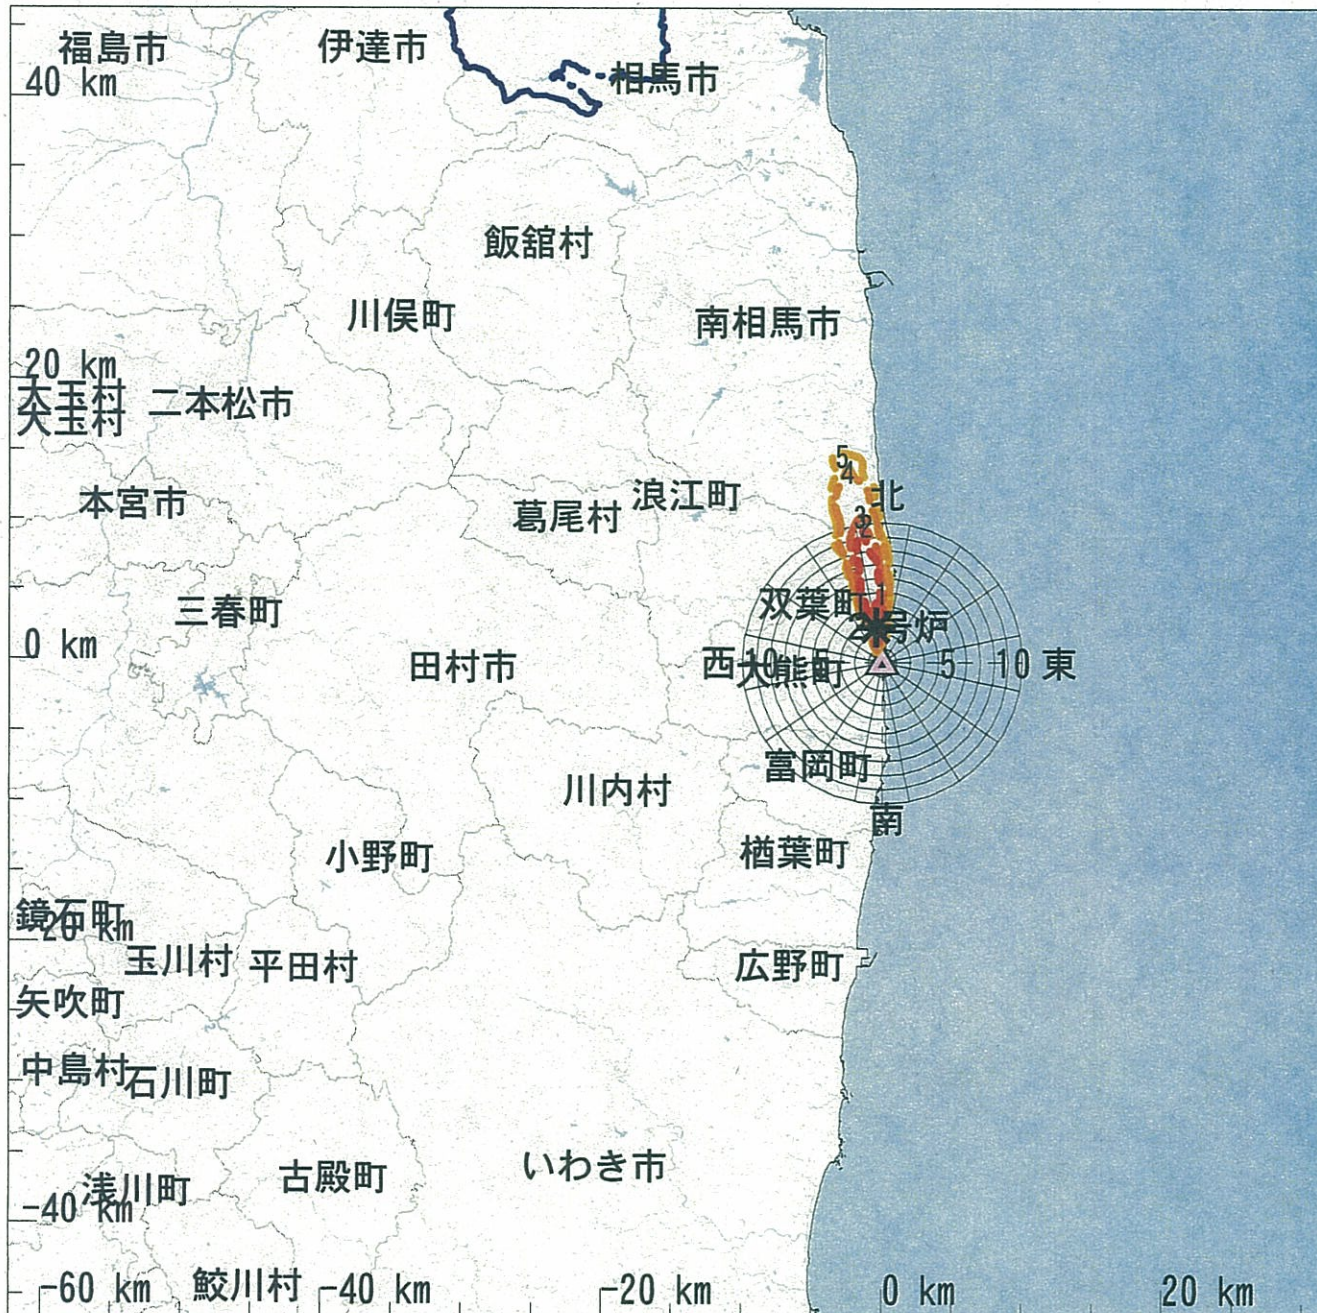 福島市
伊達市
相馬市
40 km
飯舘村
川俣町
南相馬市
20 km
大玉村
大玉村
二本松市
5
4
本宮市
葛尾村
浪江町
北
3
2
1
三春町
双葉町
2号炉
0 km
田村市
西
10
5
大熊町
5
10
東
富岡町
川内村
南
小野町
楢葉町
鏡石町
-20 km
玉川村
平田村
広野町
矢吹町
中島村
石川町
いわき市
古殿町
浅川町
-40 km
-60 km
鮫川村
-40 km
-20 km
0 km
20 km